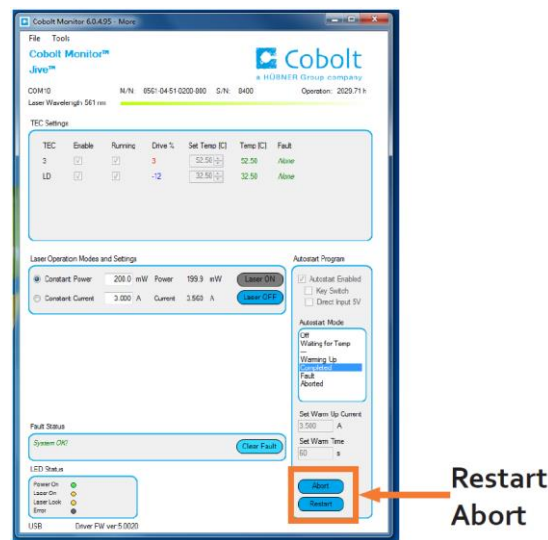 Cobolt Monitor 6.0.4.95 - More
File Tools
Cobolt Monitor™
Jive™
Cobolt
a HÜBNER Group company
COM10 M/N: 0561-04-51-0200-800 S/N: 8400 Operation: 2029.71 h
Laser Wavelength 561 nm
TEC Settings
TEC Enable Running Drive % Set Temp [C] Temp [C] Fault
3 3 52.50 52.50 None
LD -12 32.50 32.50 None
Laser Operation Modes and Settings
Constant Power 200.0 mW Power 199.9 mW Laser ON
Constant Current 3.000 A Current 3.560 A Laser OFF
Autostart Program
Autostart Enabled
Key Switch
Direct Input 5V
Autostart Mode
Off
Waiting for Temp
---
Warming Up
Completed
Fault
Aborted
Set Warm Up Current
3.500 A
Set Warm Time
60 s
Abort
Restart
Fault Status
System OK!
Clear Fault
LED Status
Power On
Laser On
Laser Lock
Error
USB Driver FW ver:5.0020
Restart
Abort